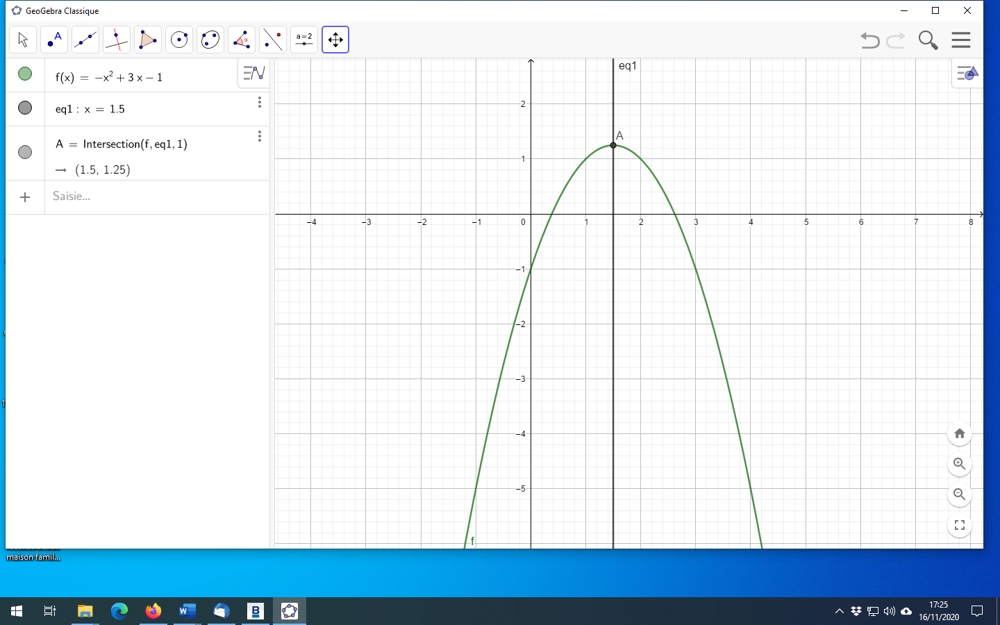 GeoGebra Classique
A
α
a=2
f(x) = −x² + 3 x − 1
eq1 : x = 1.5
A = Intersection(f, eq1, 1)
→ (1.5, 1.25)
+ Saisie...
eq1
A
f
2
1
−1
−2
−3
−4
−5
−4 −3 −2 −1 0 1 2 3 4 5 6 7 8
maison famil...
W
B
17:25
16/11/2020